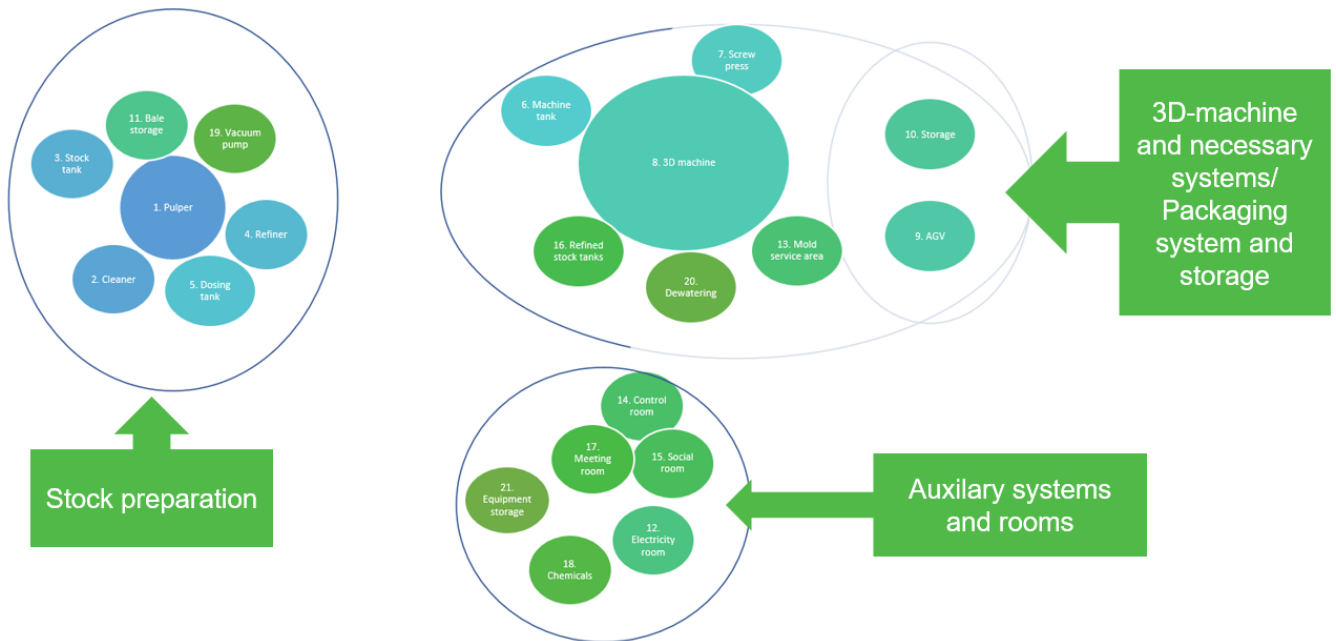 11. Bale
storage
19. Vacuum
pump
3. Stock
tank
1. Pulper
4. Refiner
2. Cleaner
5. Dosing
tank
Stock preparation
7. Screw
press
6. Machine
tank
8. 3D machine
10. Storage
9. AGV
16. Refined
stock tanks
13. Mold
service area
20.
Dewatering
3D-machine
and necessary
systems/
Packaging
system and
storage
14. Control
room
17.
Meeting
room
15. Social
room
21.
Equipment
storage
12.
Electricity
room
18.
Chemicals
Auxilary systems
and rooms